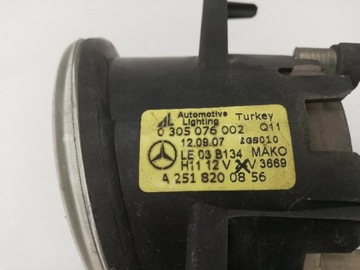 AL Automotive Lighting Turkey
0 305 076 002 Q11
12.09.07
LE 03 B134 MAKO
H11 12 V V 3669
A 251 820 08 56